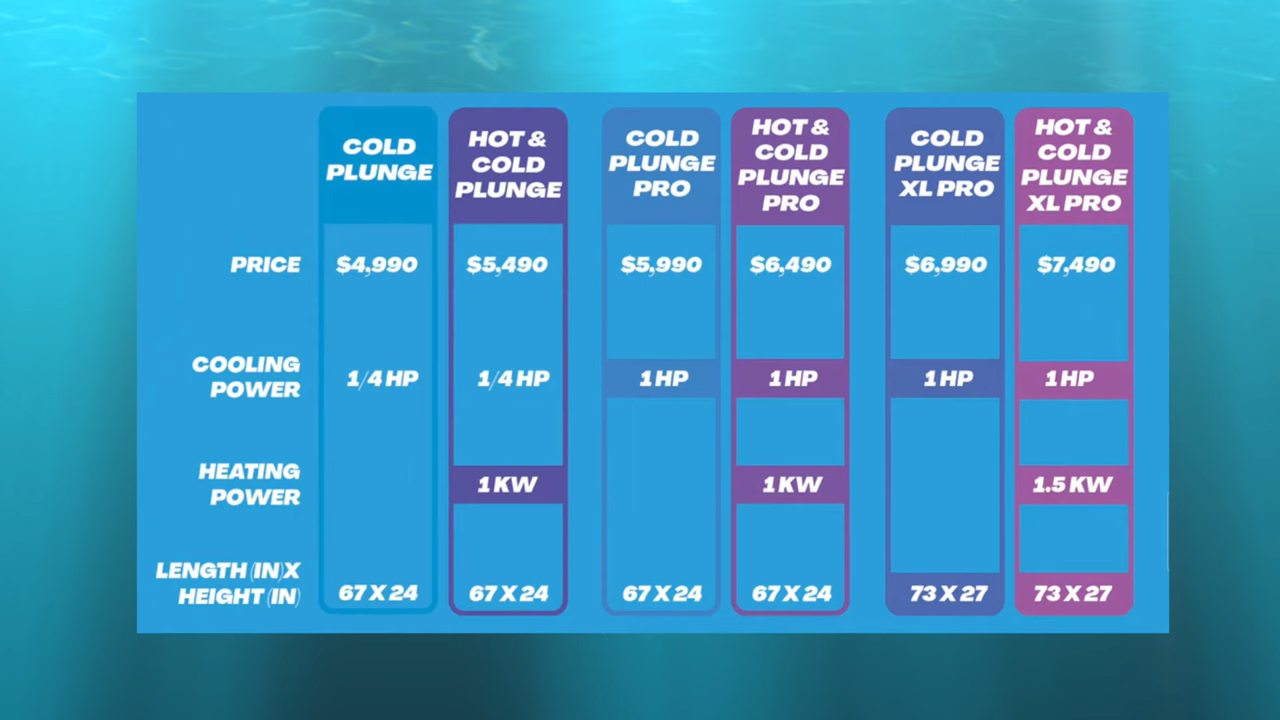 COLD PLUNGE
HOT & COLD PLUNGE
COLD PLUNGE PRO
HOT & COLD PLUNGE PRO
COLD PLUNGE XL PRO
HOT & COLD PLUNGE XL PRO
PRICE $4,990 $5,490 $5,990 $6,490 $6,990 $7,490
COOLING POWER 1/4 HP 1/4 HP 1 HP 1 HP 1 HP 1 HP
HEATING POWER 1 KW 1 KW 1.5 KW
LENGTH (IN) X HEIGHT (IN) 67 X 24 67 X 24 67 X 24 67 X 24 73 X 27 73 X 27